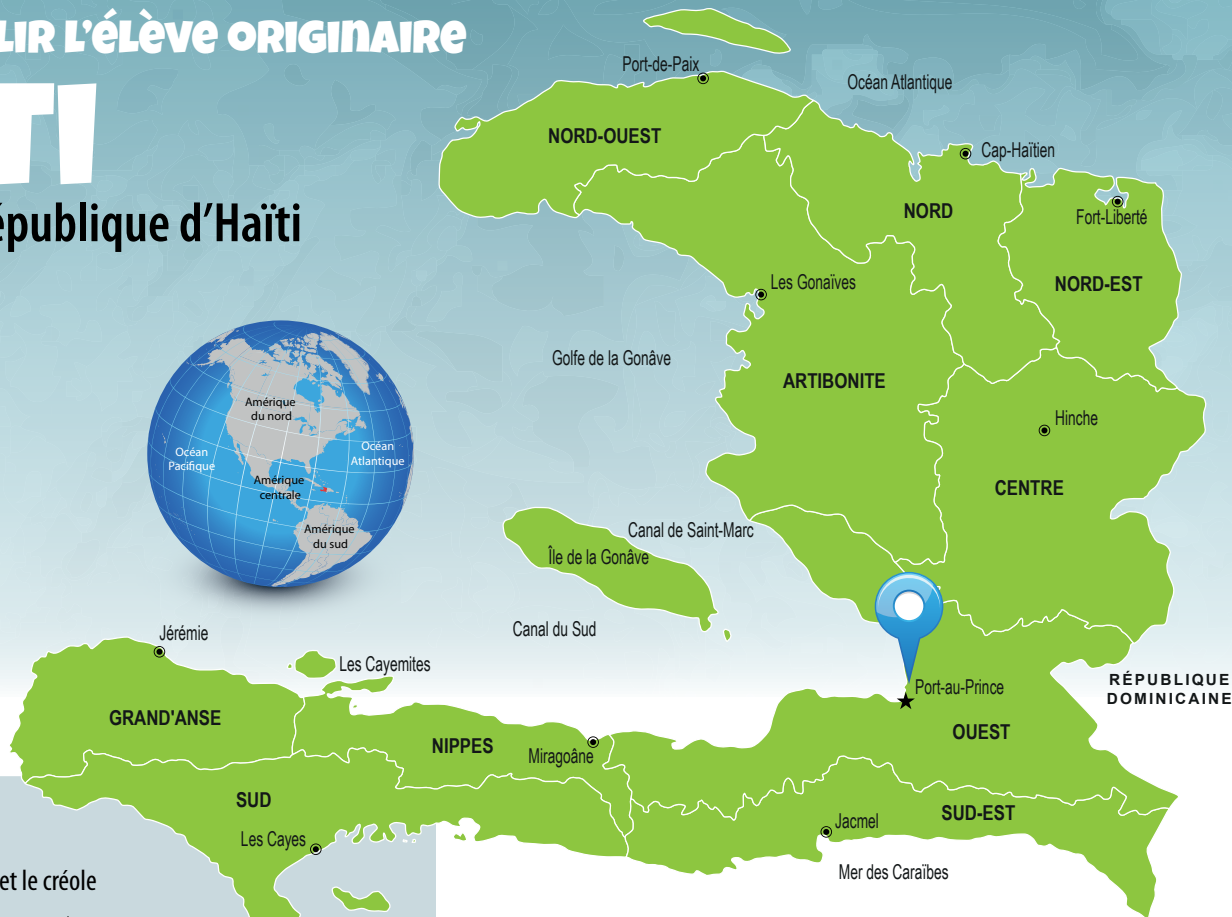 LIR L'ÉLÈVE ORIGINAIRE
TI
épublique d'Haïti
Port-de-Paix
Océan Atlantique
NORD-OUEST
Cap-Haïtien
NORD
Fort-Liberté
NORD-EST
Les Gonaïves
Golfe de la Gonâve
ARTIBONITE
Hinche
CENTRE
Amérique
du nord
Océan
Pacifique
Océan
Atlantique
Amérique
centrale
Amérique
du sud
Canal de Saint-Marc
Île de la Gonâve
Canal du Sud
Jérémie
Les Cayemites
Port-au-Prince
RÉPUBLIQUE
DOMINICAINE
GRAND'ANSE
OUEST
NIPPES
Miragoâne
SUD
SUD-EST
Jacmel
Les Cayes
Mer des Caraïbes
et le créole